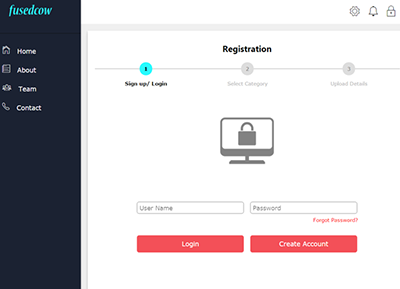 fusedcow
Home
About
Team
Contact
Registration
1 2 3
Sign up/ Login Select Category Upload Details
User Name Password
Forgot Password?
Login Create Account